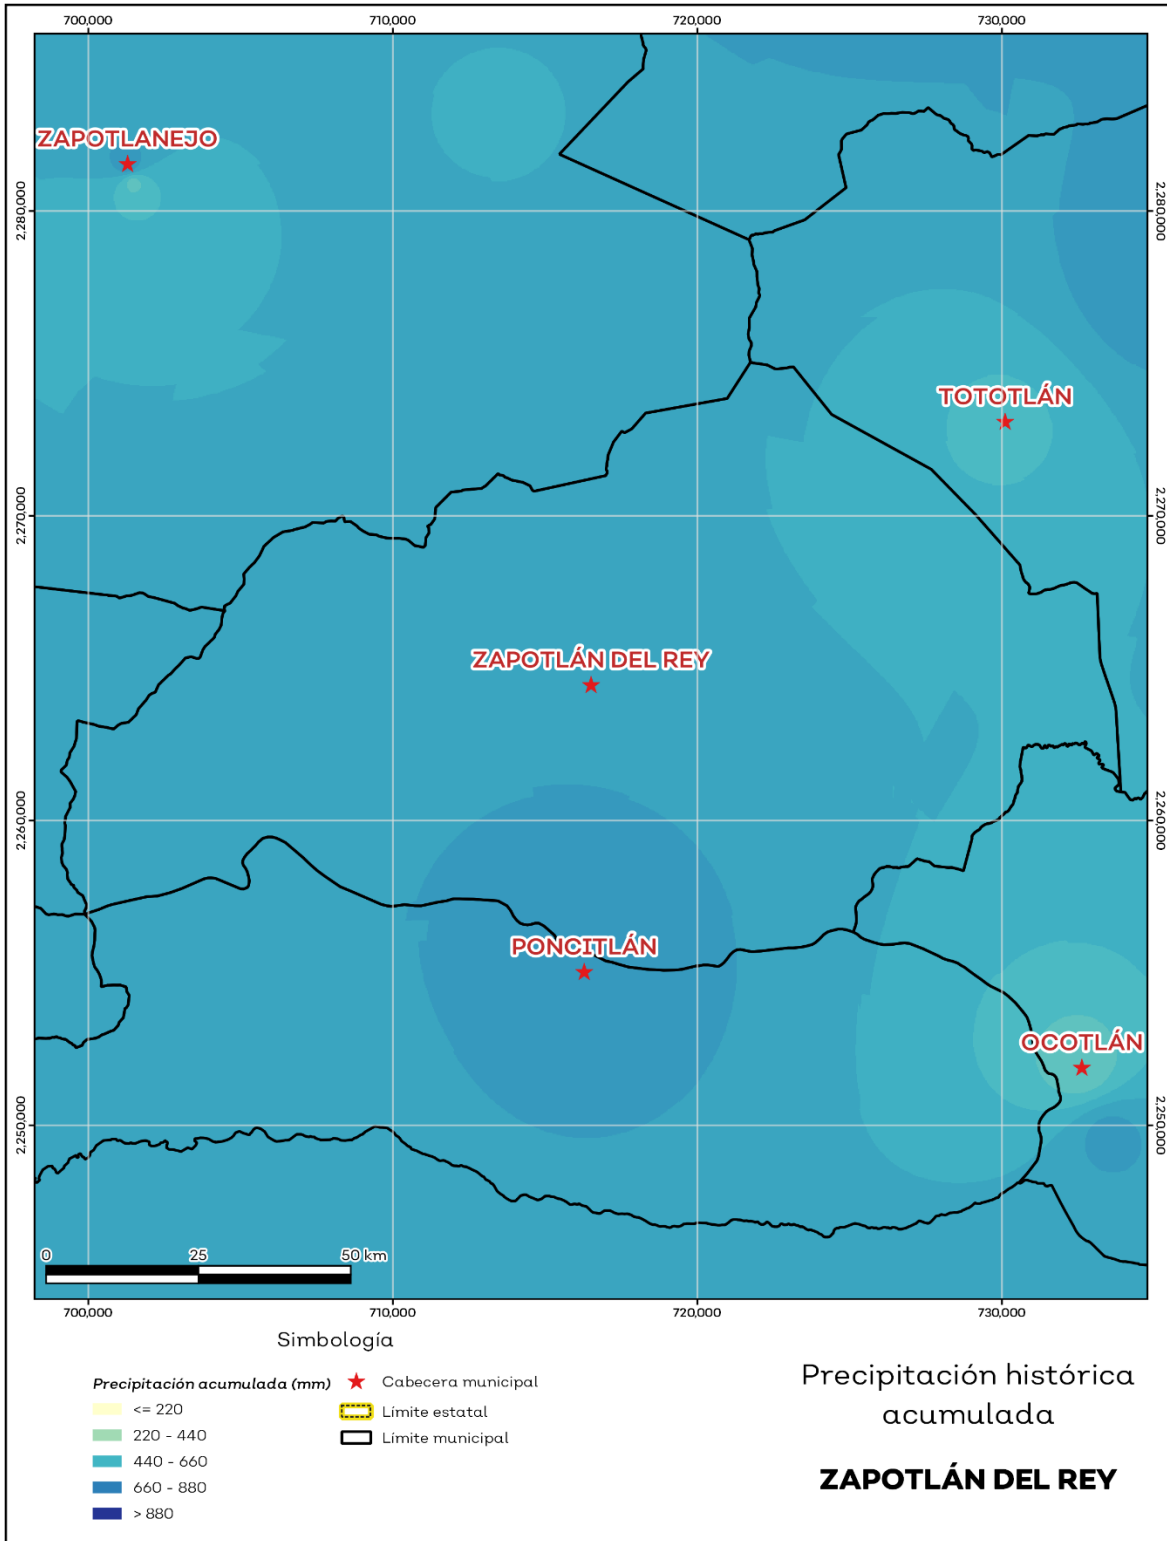 700,000 710,000 720,000 730,000
ZAPOTLANEJO
2,280,000 2,280,000
TOTOTLÁN
2,270,000 2,270,000
ZAPOTLÁN DEL REY
2,260,000 2,260,000
PONCITLÁN
OCOTLÁN
2,250,000 2,250,000
0 25 50 km
700,000 710,000 720,000 730,000
Simbología
Precipitación acumulada (mm)
<= 220
220 - 440
440 - 660
660 - 880
> 880
Cabecera municipal
Límite estatal
Límite municipal
Precipitación histórica
acumulada
ZAPOTLÁN DEL REY